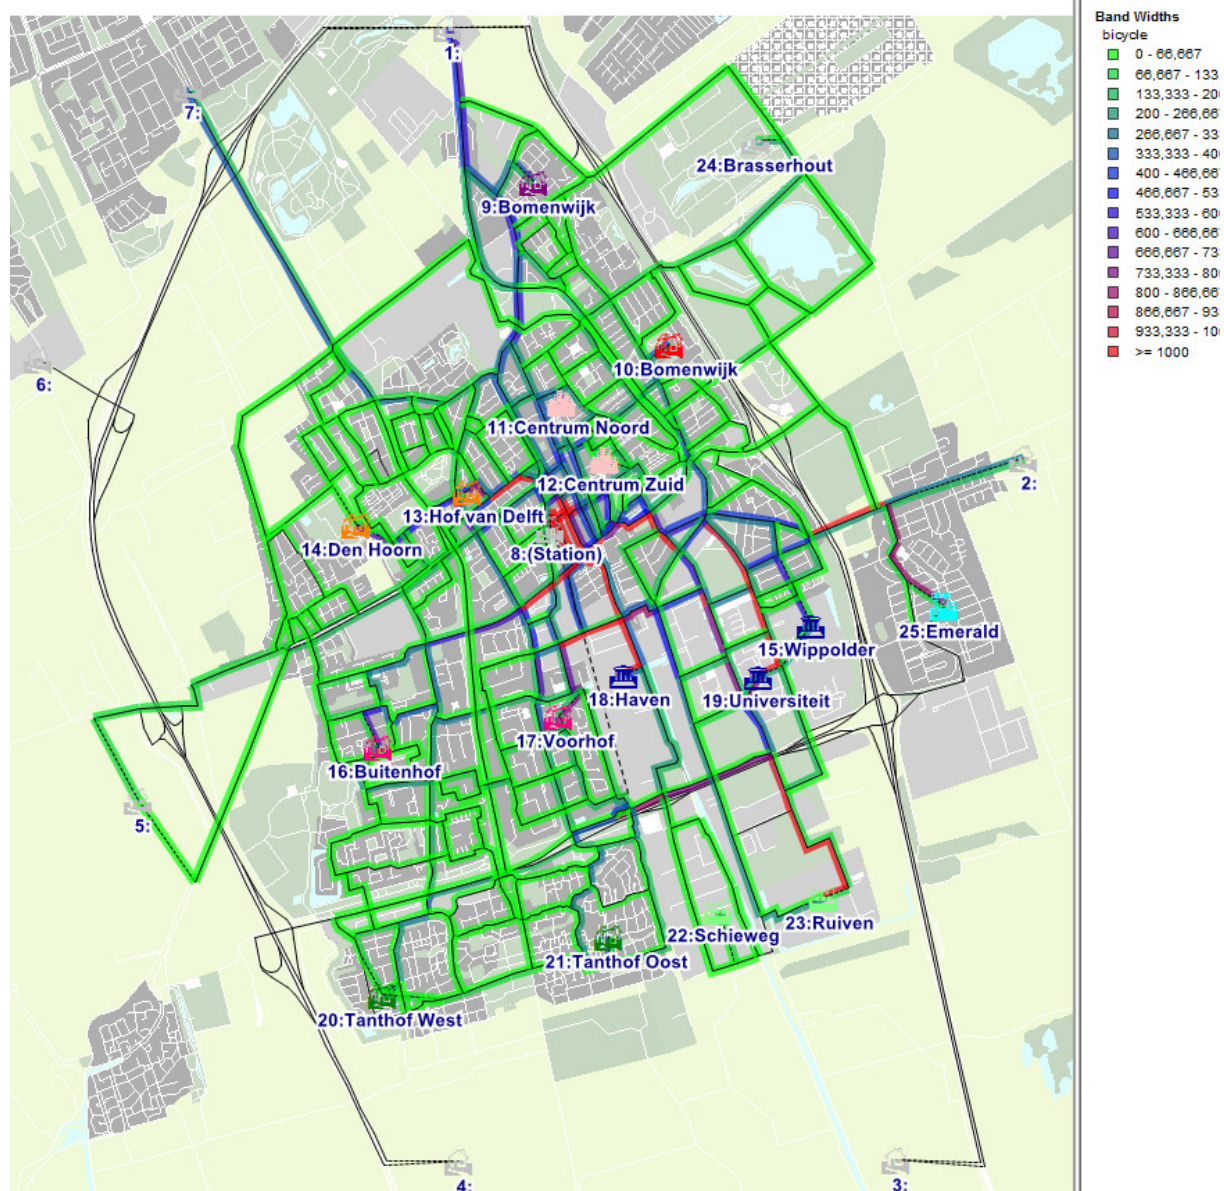 Band Widths
bicycle
0 - 66,667
66,667 - 133
133,333 - 20
200 - 266,66
266,667 - 33
333,333 - 40
400 - 466,667
466,667 - 53
533,333 - 60
600 - 666,667
666,667 - 73
733,333 - 80
800 - 866,667
866,667 - 93
933,333 - 10
>= 1000
1:
7:
24:Brasserhout
9:Bomenwijk
10:Bomenwijk
6:
11:Centrum Noord
12:Centrum Zuid
2:
13:Hof van Delft
14:Den Hoorn
8:(Station)
25:Emerald
15:Wippolder
18:Haven
19:Universiteit
17:Voorhof
16:Buitenhof
5:
23:Ruiven
22:Schieweg
21:Tanthof Oost
20:Tanthof West
4:
3: